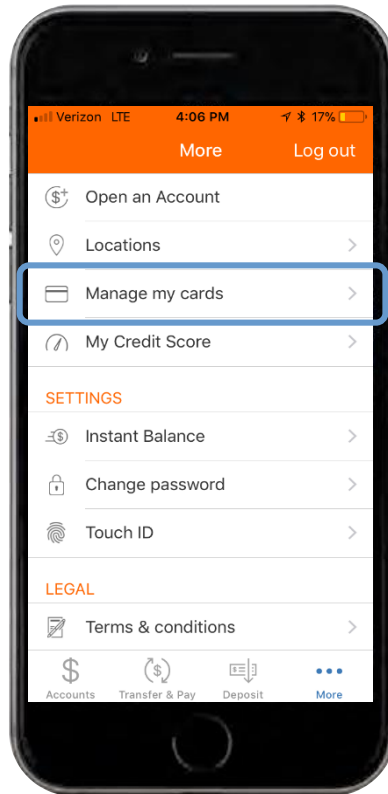 Verizon LTE 4:06 PM 17%
More Log out
Open an Account
Locations
Manage my cards
My Credit Score
SETTINGS
Instant Balance
Change password
Touch ID
LEGAL
Terms & conditions
Accounts Transfer & Pay Deposit More